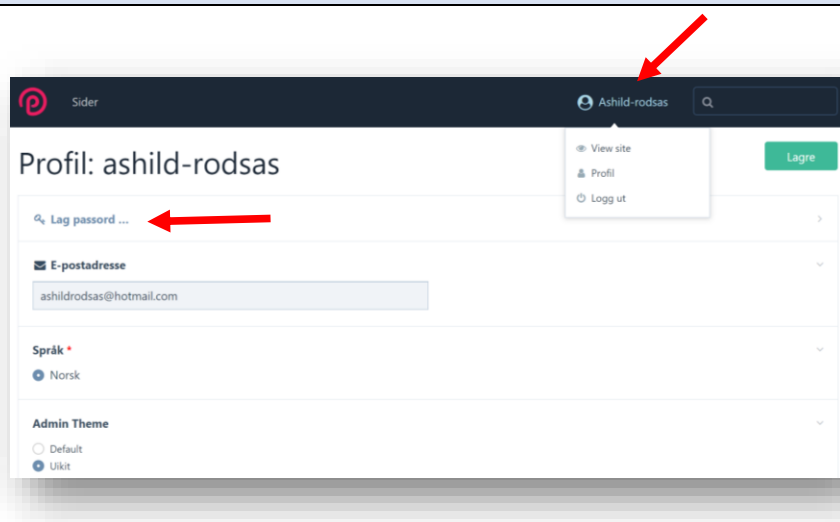 Sider
Ashild-rodsas
View site
Profil
Logg ut
Profil: ashild-rodsas
Lagre
Lag passord ...
E-postadresse
ashildrodsas@hotmail.com
Språk *
Norsk
Admin Theme
Default
Uikit